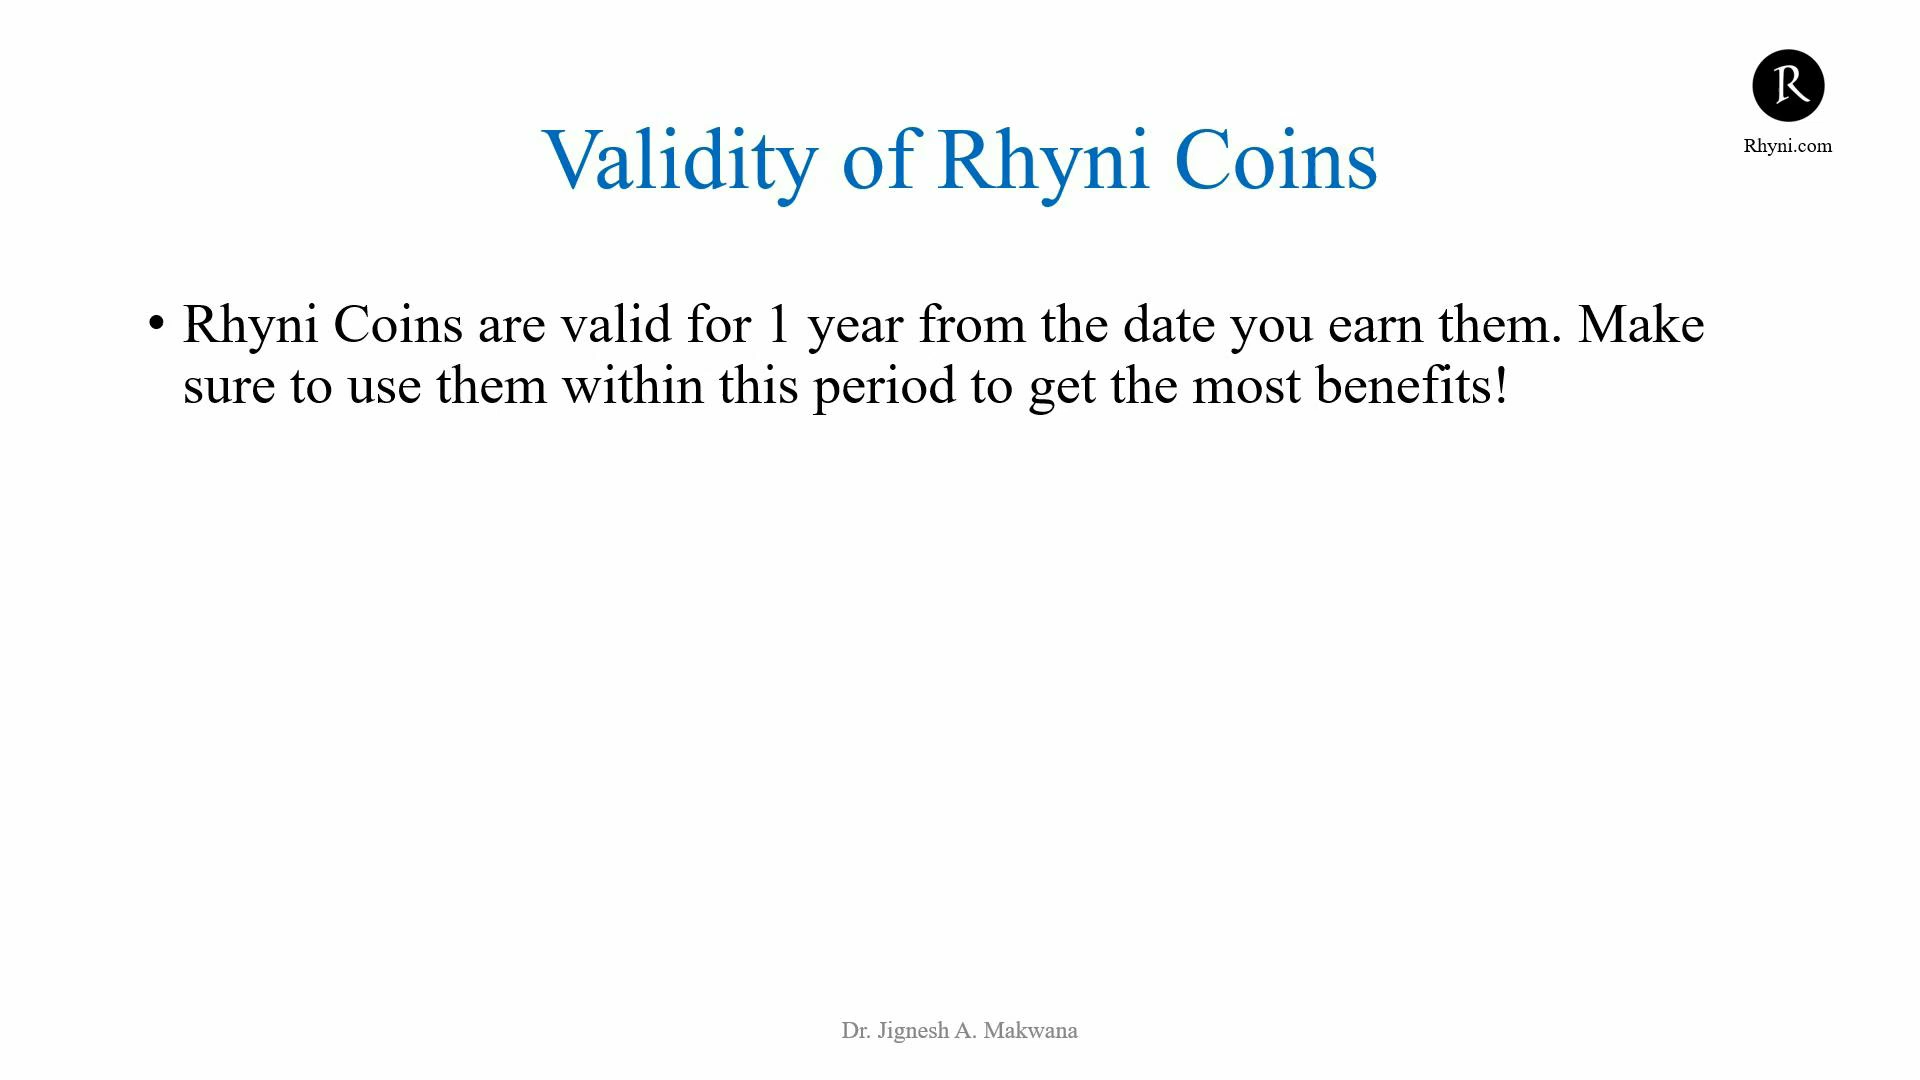 R
Rhyni.com
Validity of Rhyni Coins
• Rhyni Coins are valid for 1 year from the date you earn them. Make
sure to use them within this period to get the most benefits!
Dr. Jignesh A. Makwana